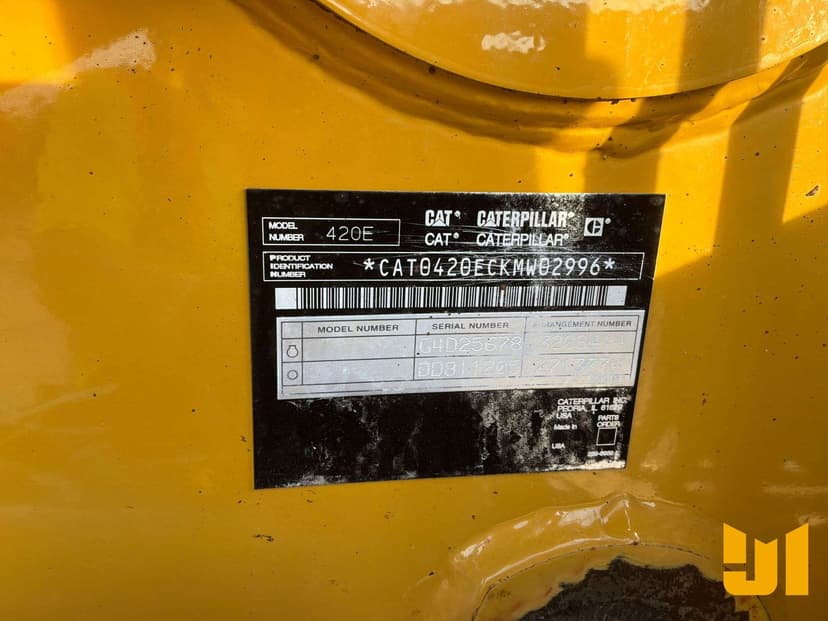 MODEL NUMBER 420E
CAT® CATERPILLAR® ®
CAT® CATERPILLAR®
PRODUCT IDENTIFICATION NUMBER *CAT0420ECKMW02996*
MODEL NUMBER SERIAL NUMBER NUMBER
G4D25678
CATERPILLAR INC.
PEORIA, IL
USA
PARTS ORDER
Made in
USA